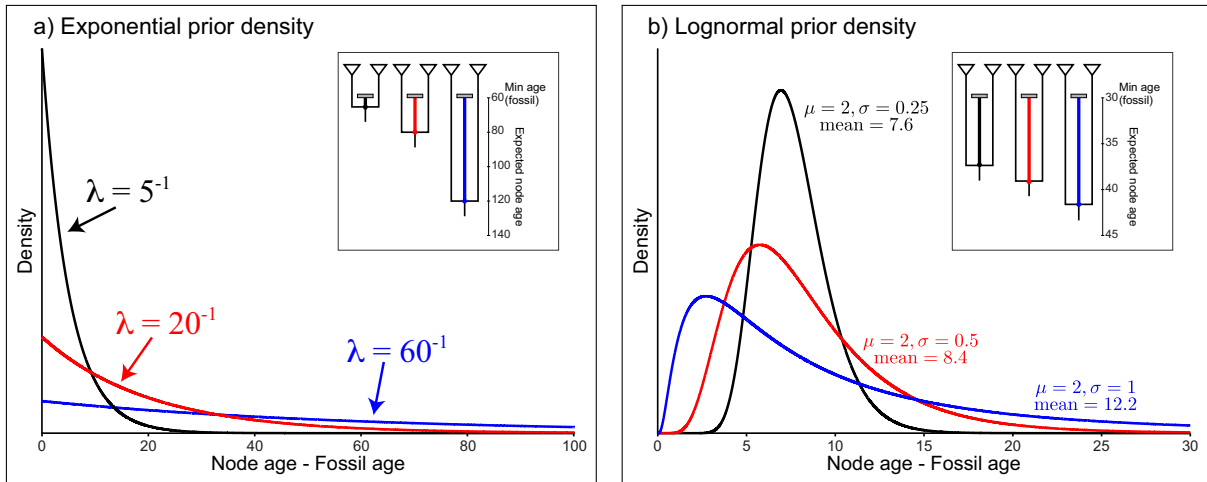 a) Exponential prior density
Min age
(fossil)
60
80
100
120
140
Expected node age
λ = 5⁻¹
λ = 20⁻¹
λ = 60⁻¹
Density
0
20
40
60
80
100
Node age - Fossil age
b) Lognormal prior density
Min age
(fossil)
30
35
40
45
Expected node age
μ = 2, σ = 0.25
mean = 7.6
μ = 2, σ = 0.5
mean = 8.4
μ = 2, σ = 1
mean = 12.2
Density
0
5
10
15
20
25
30
Node age - Fossil age